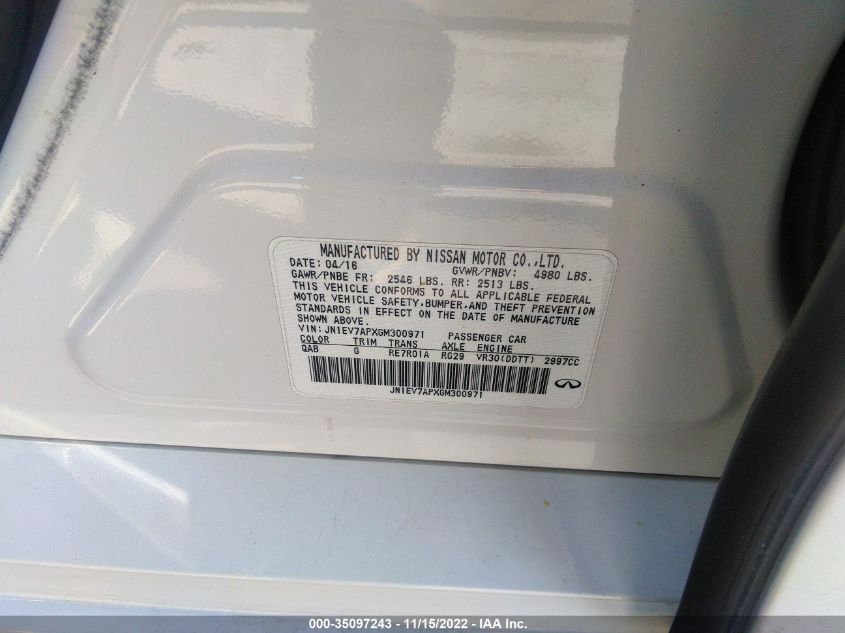 MANUFACTURED BY NISSAN MOTOR CO.,LTD.
DATE: 04/16 GVWR/PNBV: 4980 LBS.
GAWR/PNBE FR: 2546 LBS. RR: 2513 LBS.
THIS VEHICLE CONFORMS TO ALL APPLICABLE FEDERAL
MOTOR VEHICLE SAFETY, BUMPER, AND THEFT PREVENTION
STANDARDS IN EFFECT ON THE DATE OF MANUFACTURE
SHOWN ABOVE.
VIN: JN1EV7APXGM300971 PASSENGER CAR
COLOR TRIM TRANS AXLE ENGINE
QAB G RE7R01A RG29 VR30(DDTT) 2997CC
JN1EV7APXGM300971
000-35097243 - 11/15/2022 - IAA Inc.